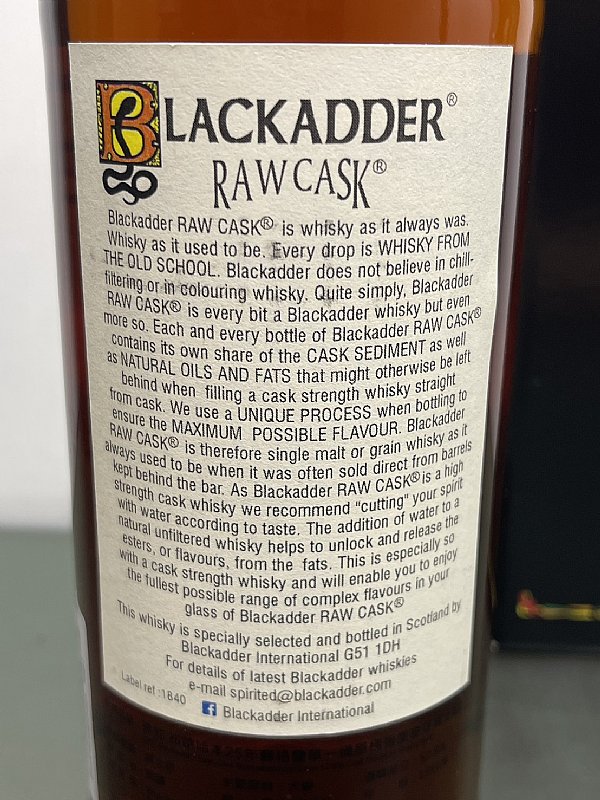 BLACKADDER®
RAW CASK®
Blackadder RAW CASK® is whisky as it always was.
Whisky as it used to be. Every drop is WHISKY FROM
THE OLD SCHOOL. Blackadder does not believe in chill-
filtering or in colouring whisky. Quite simply, Blackadder
RAW CASK® is every bit a Blackadder whisky but even
more so. Each and every bottle of Blackadder RAW CASK®
contains its own share of the CASK SEDIMENT as well
as NATURAL OILS AND FATS that might otherwise be left
behind when filling a cask strength whisky straight
from cask. We use a UNIQUE PROCESS when bottling to
ensure the MAXIMUM POSSIBLE FLAVOUR. Blackadder
RAW CASK® is therefore single malt or grain whisky as it
always used to be when it was often sold direct from barrels
kept behind the bar. As Blackadder RAW CASK® is a high
strength cask whisky we recommend "cutting" your spirit
with water according to taste. The addition of water to a
natural unfiltered whisky helps to unlock and release the
esters, or flavours, from the fats. This is especially so
with a cask strength whisky and will enable you to enjoy
the fullest possible range of complex flavours in your
glass of Blackadder RAW CASK®
This whisky is specially selected and bottled in Scotland by
Blackadder International G51 1DH
For details of latest Blackadder whiskies
e-mail spirited@blackadder.com
Label ref :1840
Blackadder International